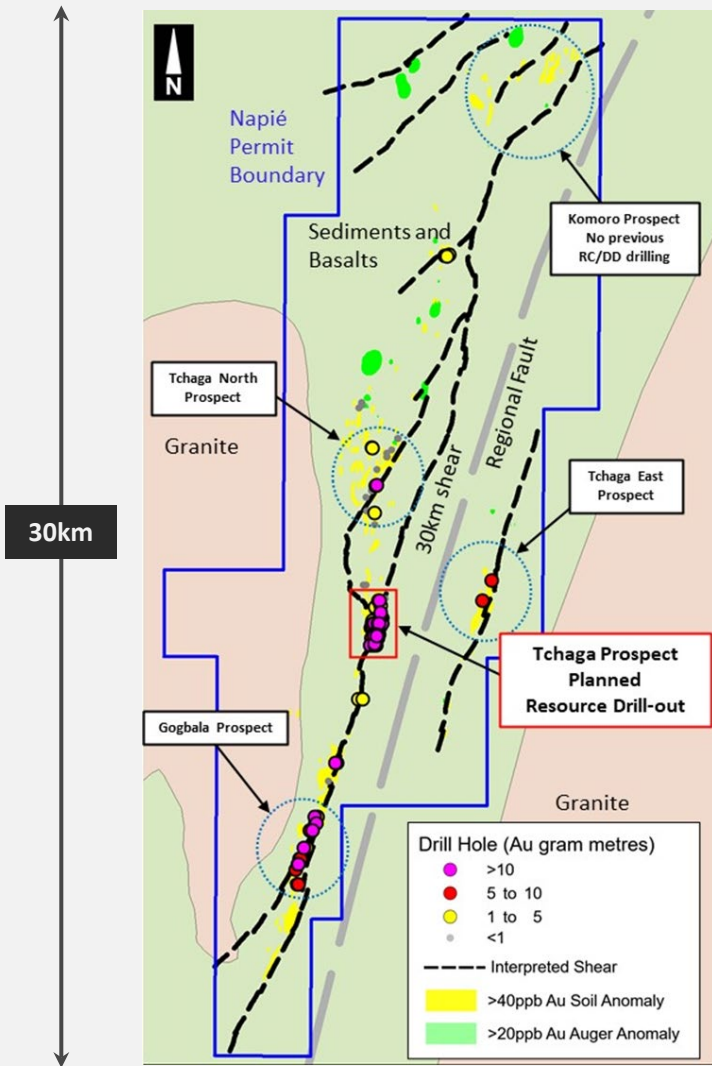 N
Napié
Permit
Boundary
Sediments and
Basalts
Komoro Prospect
No previous
RC/DD drilling
Tchaga North
Prospect
Granite
Regional Fault
30km shear
Tchaga East
Prospect
30km
Tchaga Prospect
Planned
Resource Drill-out
Gogbala Prospect
Granite
Drill Hole (Au gram metres)
>10
5 to 10
1 to 5
<1
Interpreted Shear
>40ppb Au Soil Anomaly
>20ppb Au Auger Anomaly